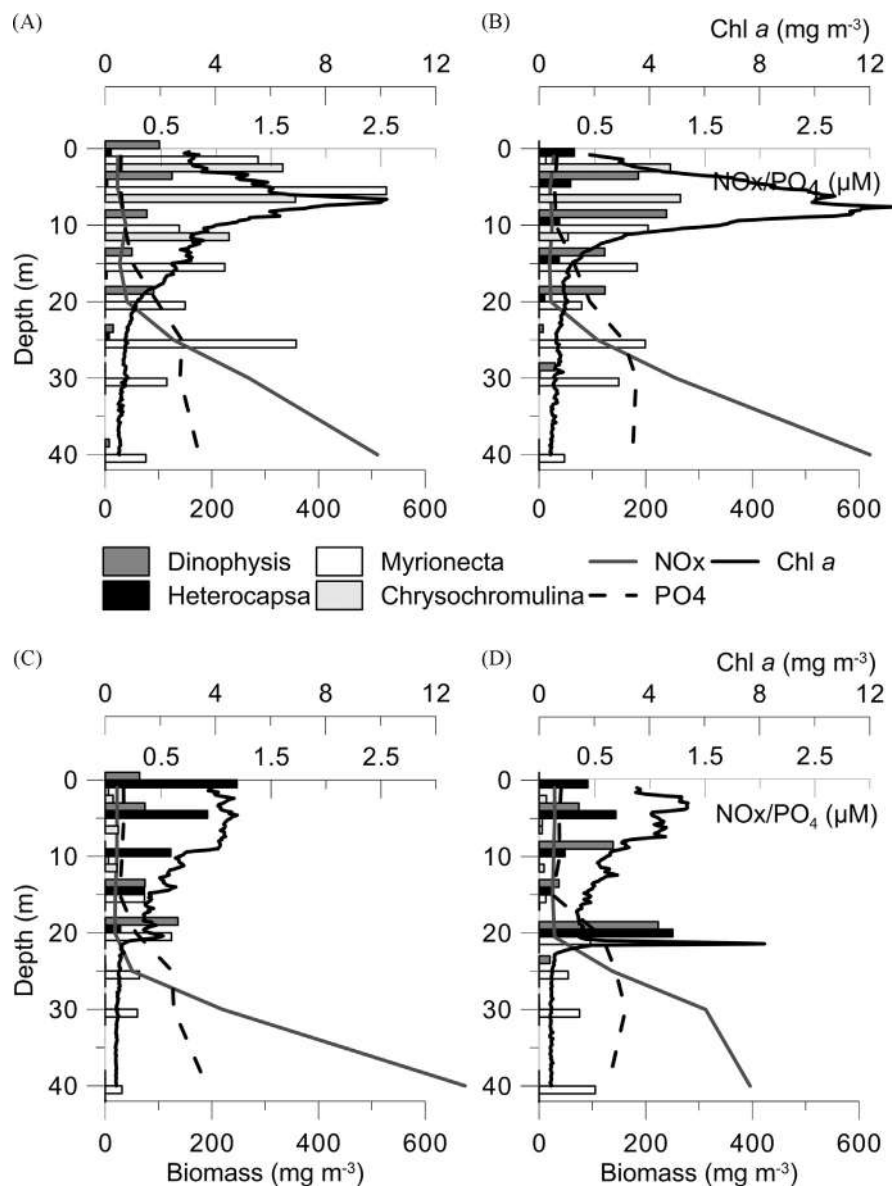 (A)
(B)
Chl a (mg m-3)
0 4 8 12
0 4 8 12
0.5 1.5 2.5
0.5 1.5 2.5
NOx/PO4 (µM)
0
10
20
30
40
Depth (m)
0
10
20
30
40
0 200 400 600
0 200 400 600
Dinophysis
Myrionecta
NOx
Chl a
Heterocapsa
Chrysochromulina
PO4
(C)
(D)
Chl a (mg m-3)
0 4 8 12
0 4 8 12
0.5 1.5 2.5
0.5 1.5 2.5
NOx/PO4 (µM)
0
10
20
30
40
Depth (m)
0
10
20
30
40
0 200 400 600
0 200 400 600
Biomass (mg m-3)
Biomass (mg m-3)